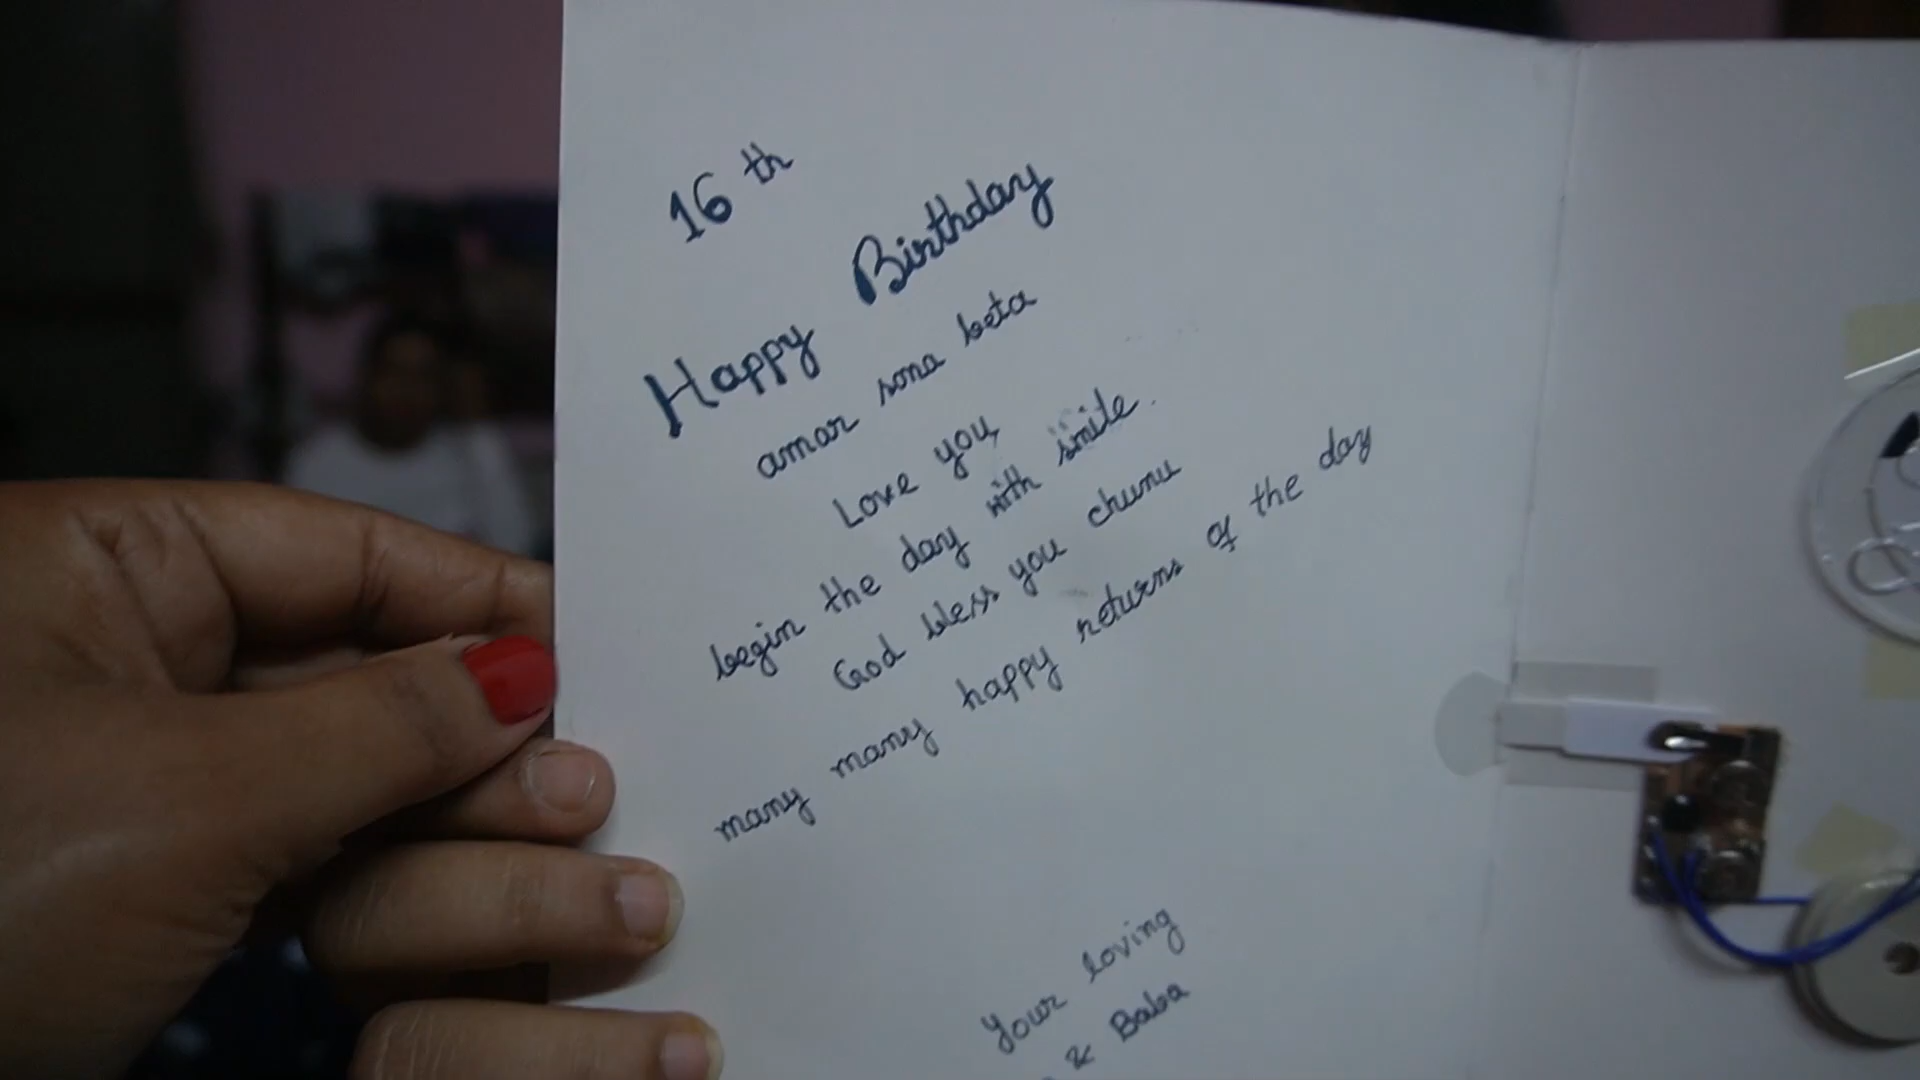 16 th
Happy Birthday
amar sona beta
Love you,
begin the day with smile.
God bless you chunu
many many happy returns of the day
Your loving
& Baba